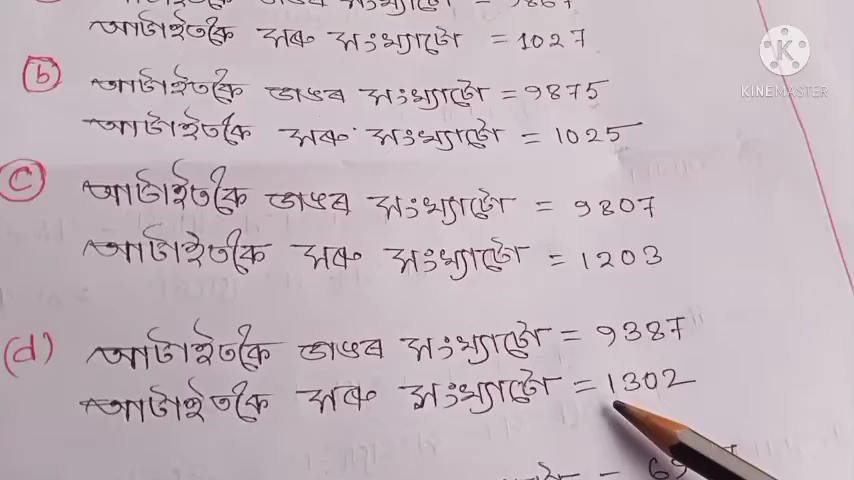 সংখ্যাটো = 9867
আটাইতকৈ সৰু সংখ্যাটো = 1027
(b) আটাইতকৈ ডাঙৰ সংখ্যাটো = 9875
আটাইতকৈ সৰু সংখ্যাটো = 1025
(c) আটাইতকৈ ডাঙৰ সংখ্যাটো = 9807
আটাইতকৈ সৰু সংখ্যাটো = 1203
(d) আটাইতকৈ ডাঙৰ সংখ্যাটো = 9387
আটাইতকৈ সৰু সংখ্যাটো = 1302
KINEMASTER